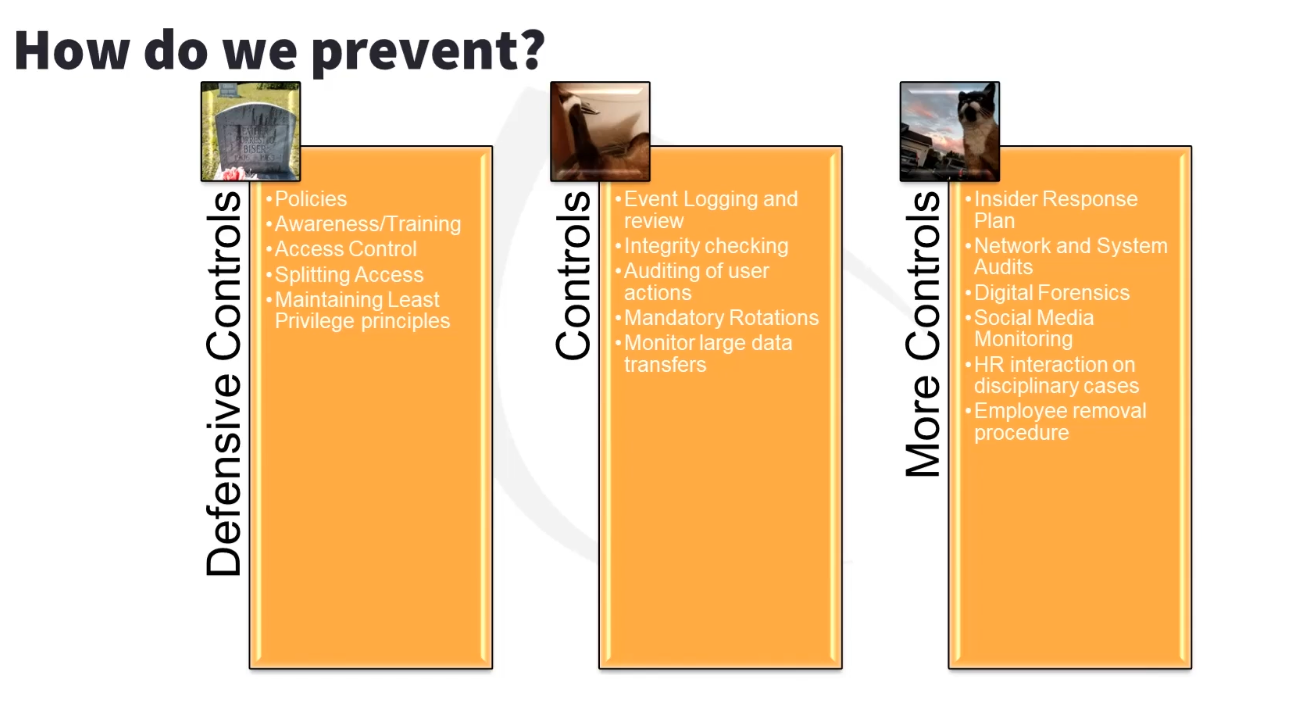 How do we prevent?
Defensive Controls
•Policies
•Awareness/Training
•Access Control
•Splitting Access
•Maintaining Least
Privilege principles
Controls
•Event Logging and
review
•Integrity checking
•Auditing of user
actions
•Mandatory Rotations
•Monitor large data
transfers
More Controls
•Insider Response
Plan
•Network and System
Audits
•Digital Forensics
•Social Media
Monitoring
•HR interaction on
disciplinary cases
•Employee removal
procedure